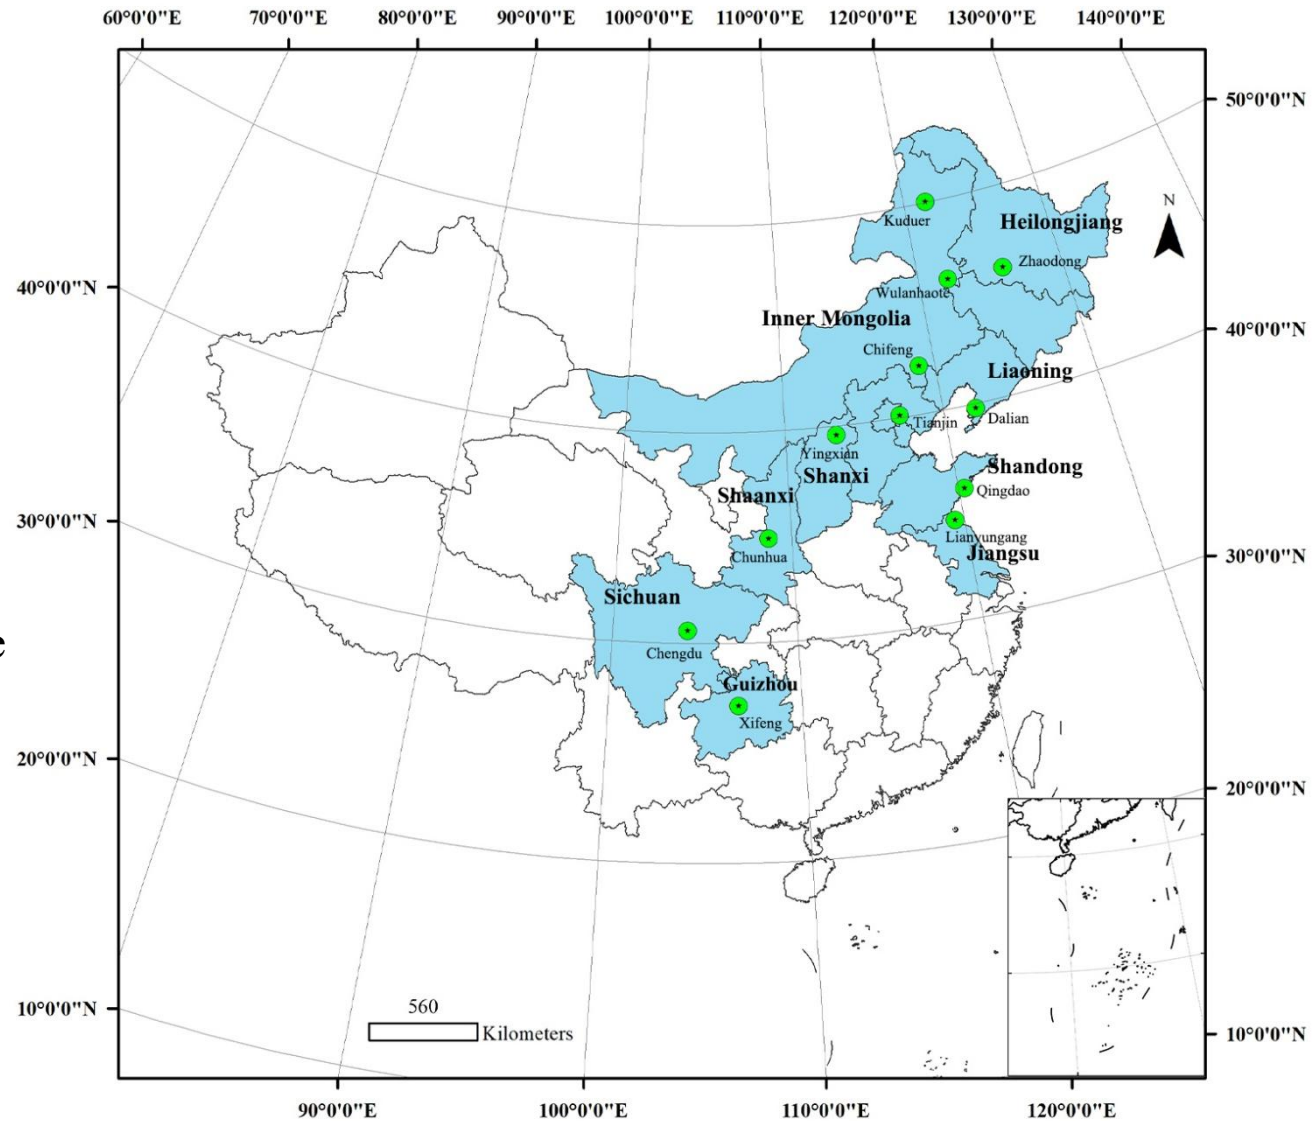 60°0'0"E 70°0'0"E 80°0'0"E 90°0'0"E 100°0'0"E 110°0'0"E 120°0'0"E 130°0'0"E 140°0'0"E
50°0'0"N
N
Kuduer
Heilongjiang
Zhaodong
40°0'0"N
Wulanhaote
Inner Mongolia
40°0'0"N
Chifeng
Liaoning
Dalian
Tianjin
Yingxian
Shandong
Shanxi
Qingdao
Shaanxi
30°0'0"N
Lianyungang
Jiangsu
30°0'0"N
Chunhua
Sichuan
e
Chengdu
Guizhou
Xifeng
20°0'0"N
20°0'0"N
560
Kilometers
10°0'0"N
10°0'0"N
90°0'0"E 100°0'0"E 110°0'0"E 120°0'0"E